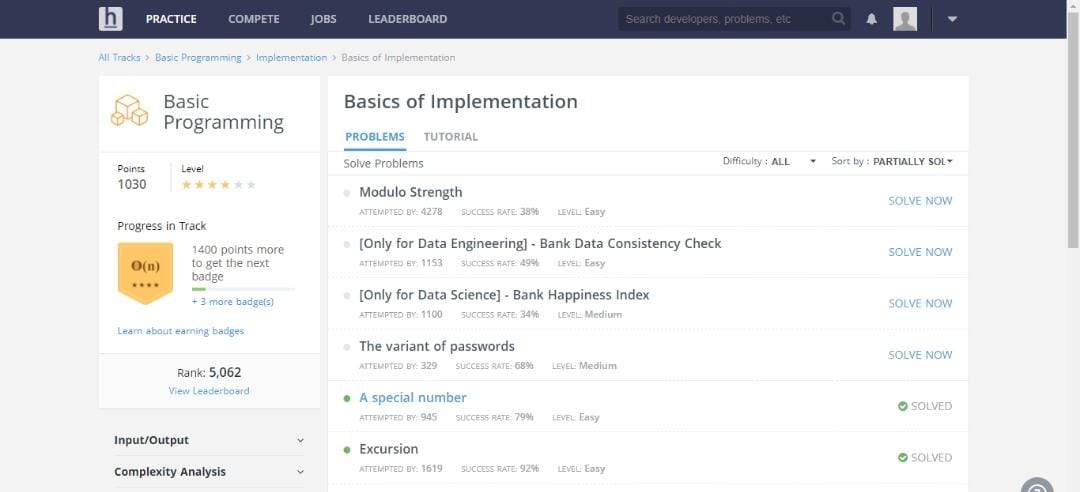 h PRACTICE COMPETE JOBS LEADERBOARD Search developers, problems, etc
All Tracks > Basic Programming > Implementation > Basics of Implementation
Basic
Programming
Points Level
1030
Progress in Track
O(n)
1400 points more
to get the next
badge
+ 3 more badge(s)
Learn about earning badges
Rank: 5,062
View Leaderboard
Input/Output
Complexity Analysis
Basics of Implementation
PROBLEMS TUTORIAL
Solve Problems Difficulty : ALL Sort by : PARTIALLY SOL
Modulo Strength SOLVE NOW
ATTEMPTED BY: 4278 SUCCESS RATE: 38% LEVEL: Easy
[Only for Data Engineering] - Bank Data Consistency Check SOLVE NOW
ATTEMPTED BY: 1153 SUCCESS RATE: 49% LEVEL: Easy
[Only for Data Science] - Bank Happiness Index SOLVE NOW
ATTEMPTED BY: 1100 SUCCESS RATE: 34% LEVEL: Medium
The variant of passwords SOLVE NOW
ATTEMPTED BY: 329 SUCCESS RATE: 68% LEVEL: Medium
A special number SOLVED
ATTEMPTED BY: 945 SUCCESS RATE: 79% LEVEL: Easy
Excursion SOLVED
ATTEMPTED BY: 1619 SUCCESS RATE: 92% LEVEL: Easy